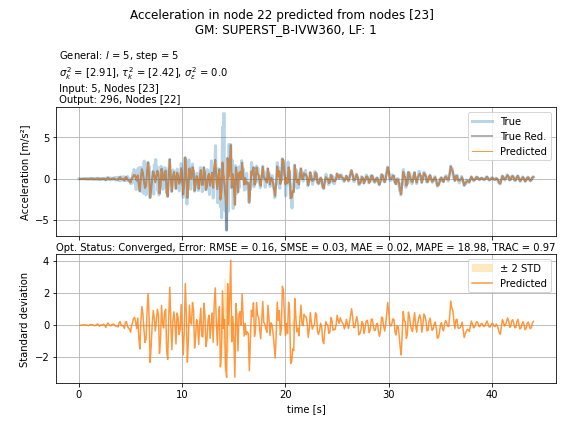 Acceleration in node 22 predicted from nodes [23]
GM: SUPERST_B-IVW360, LF: 1
General: l = 5, step = 5
σ²ₖ = [2.91], τ²ₖ = [2.42], σ²ε = 0.0
Input: 5, Nodes [23]
Output: 296, Nodes [22]
Acceleration [m/s²]
5
0
−5
True
True Red.
Predicted
Opt. Status: Converged, Error: RMSE = 0.16, SMSE = 0.03, MAE = 0.02, MAPE = 18.98, TRAC = 0.97
Standard deviation
4
2
0
−2
± 2 STD
Predicted
0 10 20 30 40
time [s]